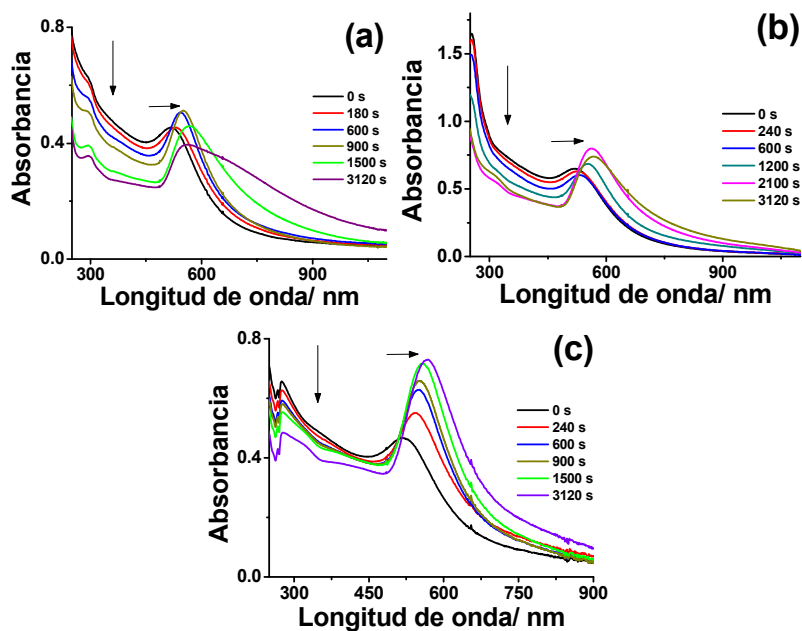 (a)
0.8
0.4
0.0
Absorbancia
300
600
900
Longitud de onda/ nm
0 s
180 s
600 s
900 s
1500 s
3120 s
(b)
1.5
1.0
0.5
0.0
Absorbancia
300
600
900
Longitud de onda/ nm
0 s
240 s
600 s
1200 s
2100 s
3120 s
(c)
0.8
0.4
0.0
Absorbancia
300
450
600
750
900
Longitud de onda/ nm
0 s
240 s
600 s
900 s
1500 s
3120 s